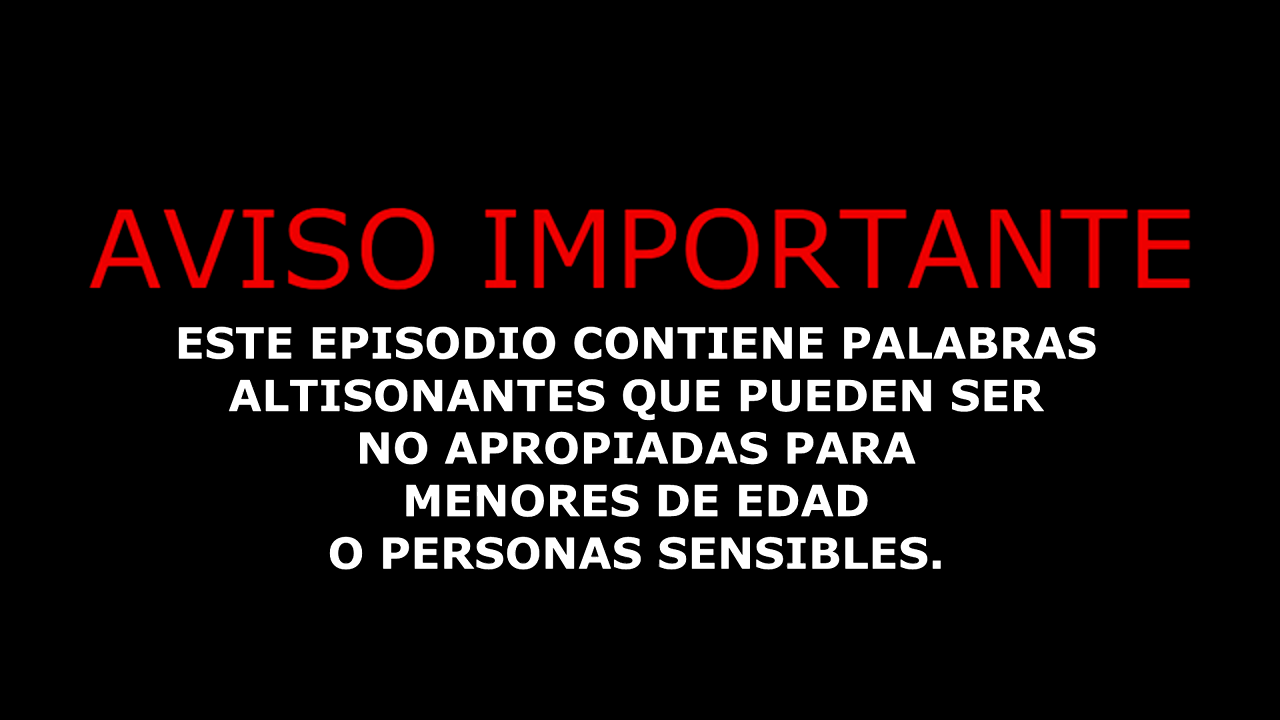 AVISO IMPORTANTE
ESTE EPISODIO CONTIENE PALABRAS
ALTISONANTES QUE PUEDEN SER
NO APROPIADAS PARA
MENORES DE EDAD
O PERSONAS SENSIBLES.